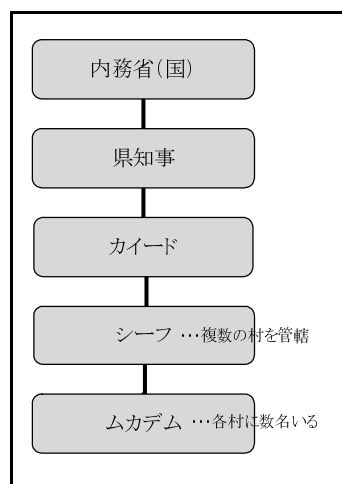 内務省（国）
県知事
カイード
シーフ …複数の村を管轄
ムカデム …各村に数名いる